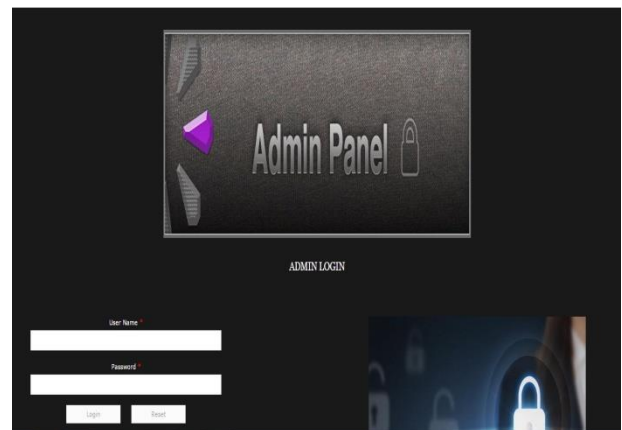 Admin Panel
ADMIN LOGIN
User Name *
Password *
Login Reset